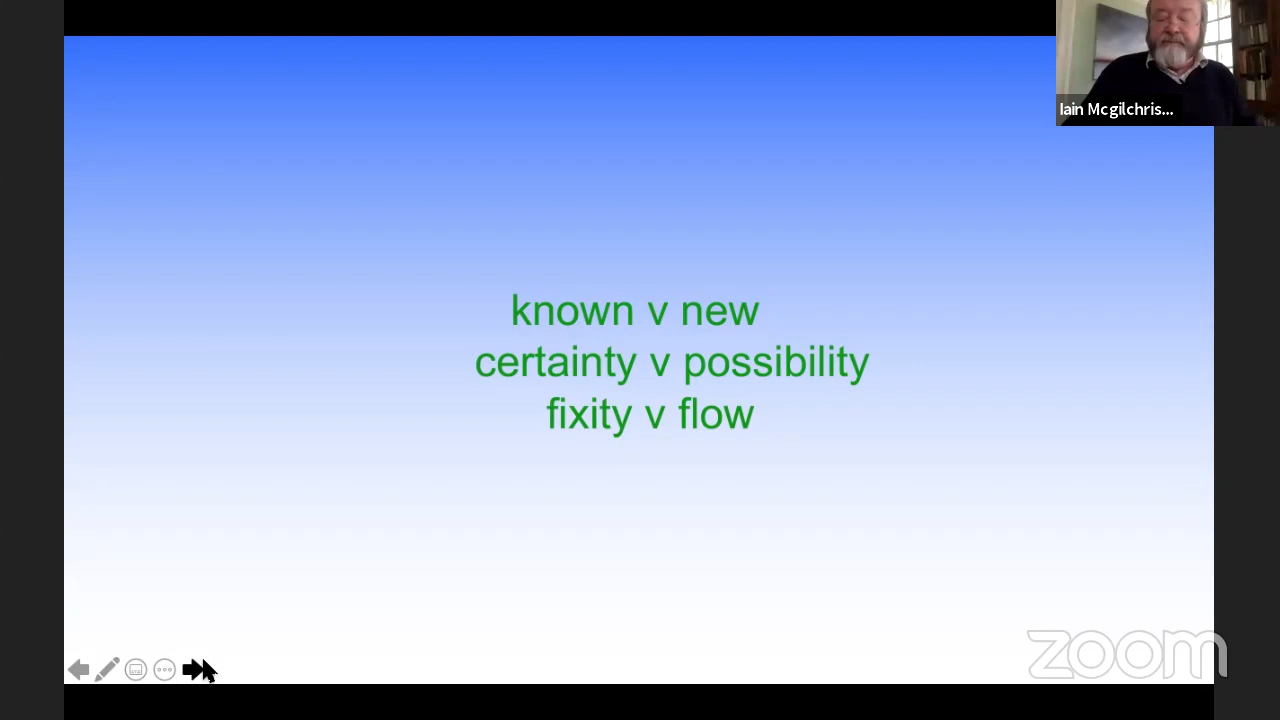 Iain Mcgilchris...
known v new
certainty v possibility
fixity v flow
zoom